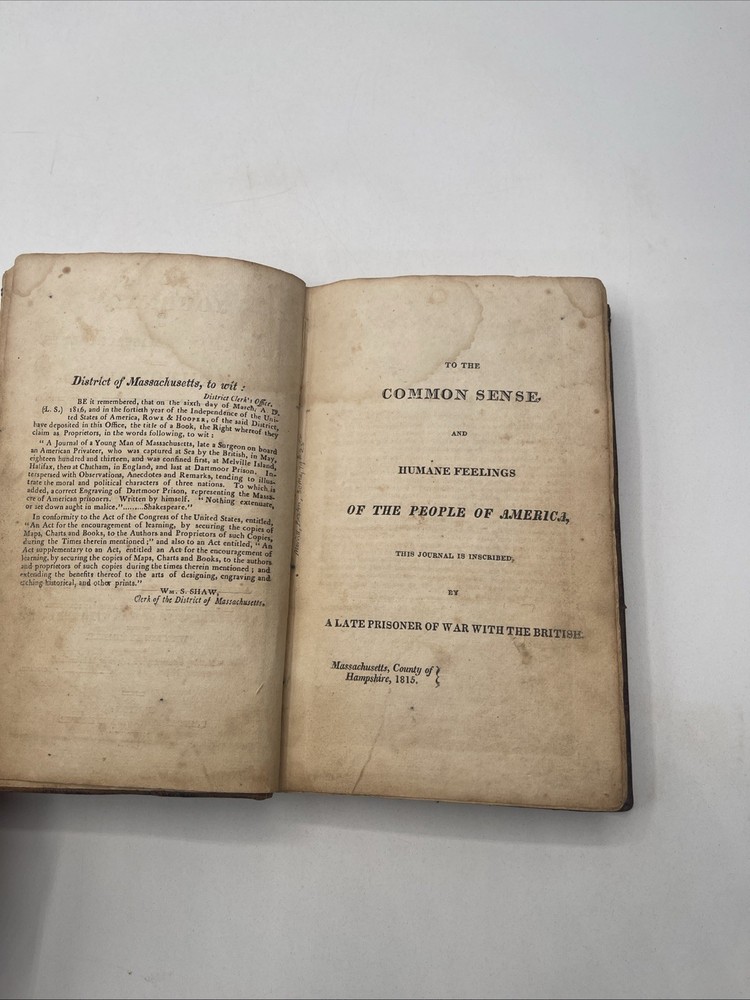 District of Massachusetts, to wit :
District Clerk's Office.
BE it remembered, that on the sixth day of March, A. D.
(L. S.) 1816, and in the fortieth year of the Independence of the Uni-
ted States of America, ROWE & HOOPER, of the said District,
have deposited in this Office, the title of a Book, the Right whereof they
claim as Proprietors, in the words following, to wit :
" A Journal of a Young Man of Massachusetts, late a Surgeon on board
an American Privateer, who was captured at Sea by the British, in May,
eighteen hundred and thirteen, and was confined first, at Melville Island,
Halifax, then at Chatham, in England, and last at Dartmoor Prison. In-
tersperted with Observations, Anecdotes and Remarks, tending to illus-
trate the moral and political characters of three nations. To which is
added, a correct Engraving of Dartmoor Prison, representing the Massa-
cre of American prisoners. Written by himself. "Nothing extenuate,
or set down aught in malice."........Shakespeare."
In conformity to the Act of the Congress of the United States, entitled,
"An Act for the encouragement of learning, by securing the copies of
Maps, Charts and Books, to the Authors and Proprietors of such Copies,
during the Times therein mentioned ;" and also to an Act entitled, " An
Act supplementary to an Act, entitled an Act for the encouragement of
learning, by securing the copies of Maps, Charts and Books, to the authors
and proprietors of such copies during the times therein mentioned ; and
extending the benefits thereof to the arts of designing, engraving and
etching historical, and other prints."
WM. S. SHAW,
Clerk of the District of Massachusetts.
TO THE
COMMON SENSE,
AND
HUMANE FEELINGS
OF THE PEOPLE OF AMERICA,
THIS JOURNAL IS INSCRIBED,
BY
A LATE PRISONER OF WAR WITH THE BRITISH.
Massachusetts, County of }
Hampshire, 1815.